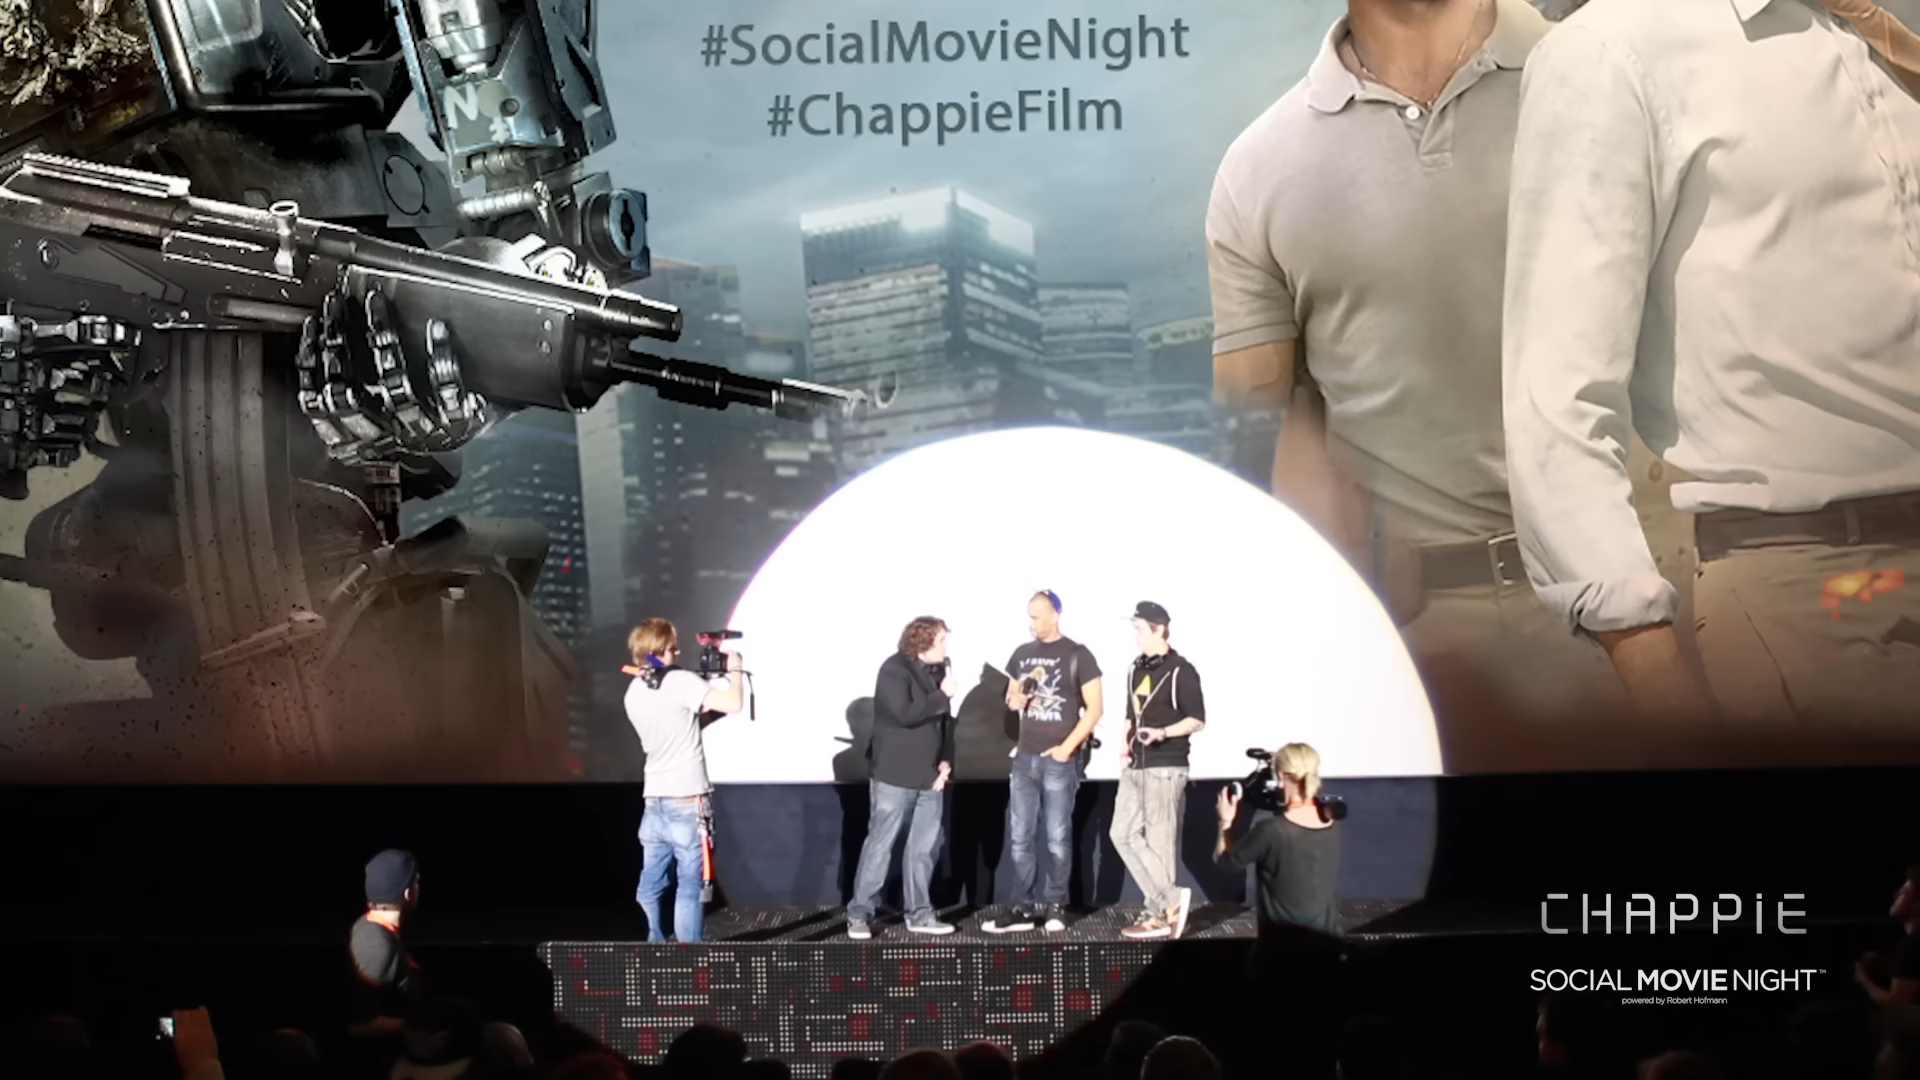 #SocialMovieNight
#ChappieFilm
CHAPPiE
SOCIAL MOVIE NIGHT™
powered by Robert Hofmann